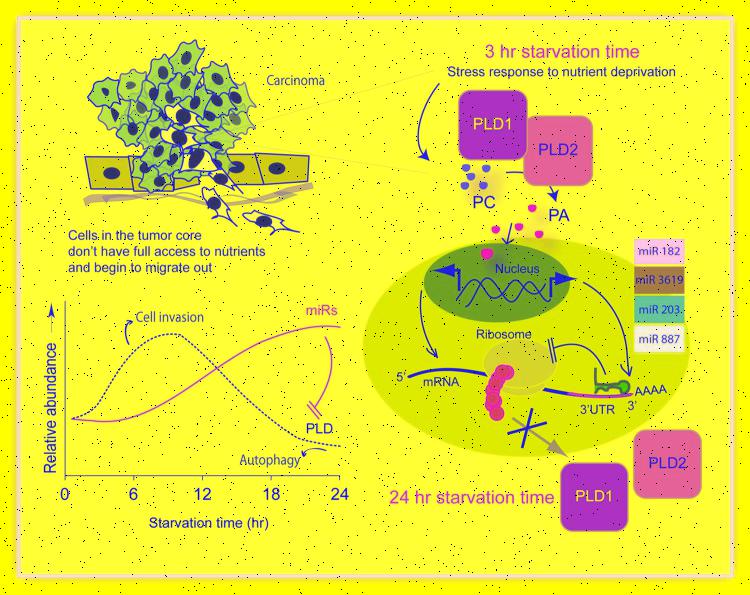 3 hr starvation time
Stress response to nutrient deprivation
Carcinoma
PLD1
PLD2
PC
PA
Cells in the tumor core
don't have full access to nutrients
and begin to migrate out
Nucleus
miR 182
miR 3619
miR 203
miR 887
Ribosome
5'
mRNA
3'UTR
3'
AAAA
Relative abundance
Cell invasion
miRs
PLD
Autophagy
0 6 12 18 24
Starvation time (hr)
24 hr starvation time
PLD1
PLD2